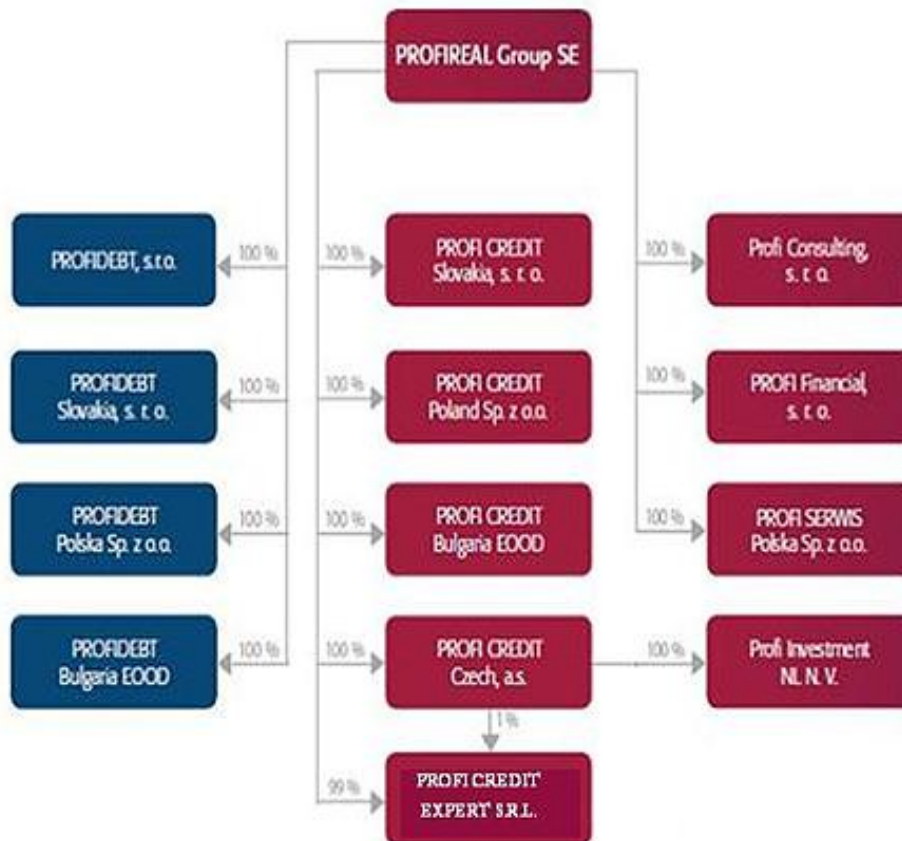 PROFIREAL Group SE
100 %
PROFIDEBT, s.r.o.
100 %
PROFI CREDIT
Slovakia, s. r. o.
100 %
Profi Consulting,
s. r. o.
100 %
PROFIDEBT
Slovakia, s. r. o.
100 %
PROFI CREDIT
Poland Sp. z o.o.
100 %
PROFI Financial,
s. r. o.
100 %
PROFIDEBT
Polska Sp. z o.o.
100 %
PROFI CREDIT
Bulgaria EOOD
100 %
PROFI SERWIS
Polska Sp. z o.o.
100 %
PROFIDEBT
Bulgaria EOOD
100 %
PROFI CREDIT
Czech, a.s.
100 %
Profi Investment
NL N. V.
1 %
99 %
PROFI CREDIT
EXPERT S.R.L.